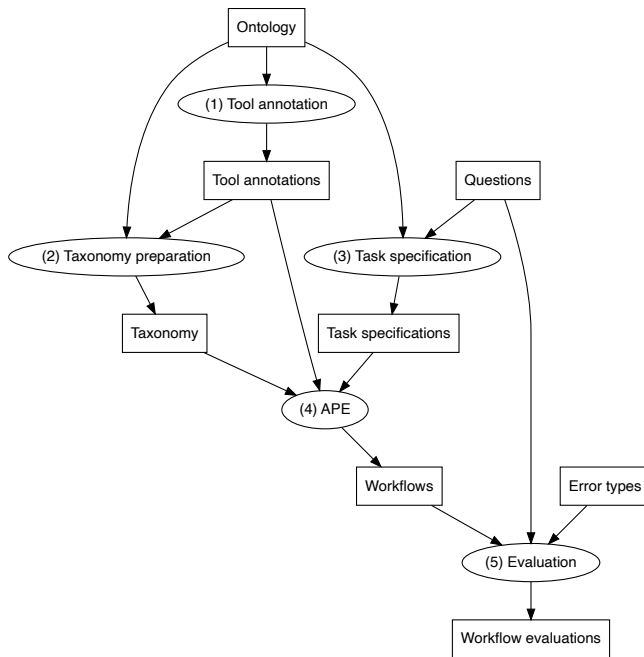 Ontology
(1) Tool annotation
Tool annotations
Questions
(2) Taxonomy preparation
(3) Task specification
Taxonomy
Task specifications
(4) APE
Workflows
Error types
(5) Evaluation
Workflow evaluations